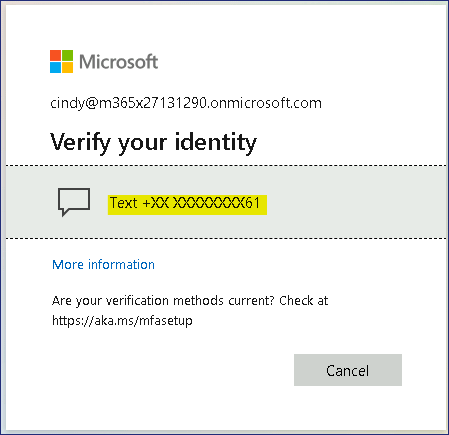 Microsoft
cindy@m365x27131290.onmicrosoft.com
Verify your identity
Text +XX XXXXXXXX61
More information
Are your verification methods current? Check at
https://aka.ms/mfasetup
Cancel